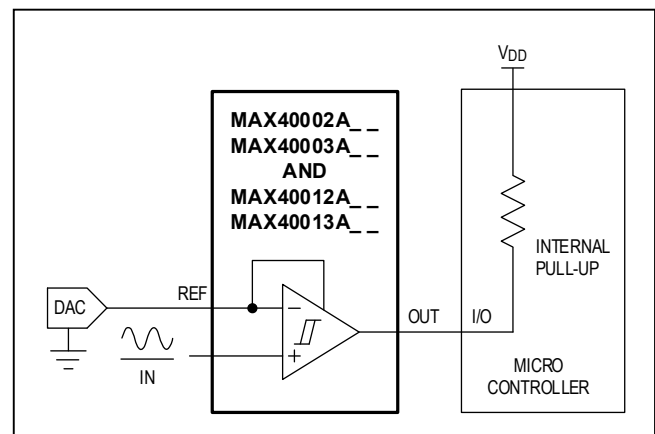 MAX40002A_ _
MAX40003A_ _
AND
MAX40012A_ _
MAX40013A_ _
VDD
INTERNAL
PULL-UP
DAC
REF
−
+
IN
OUT
I/O
MICRO
CONTROLLER